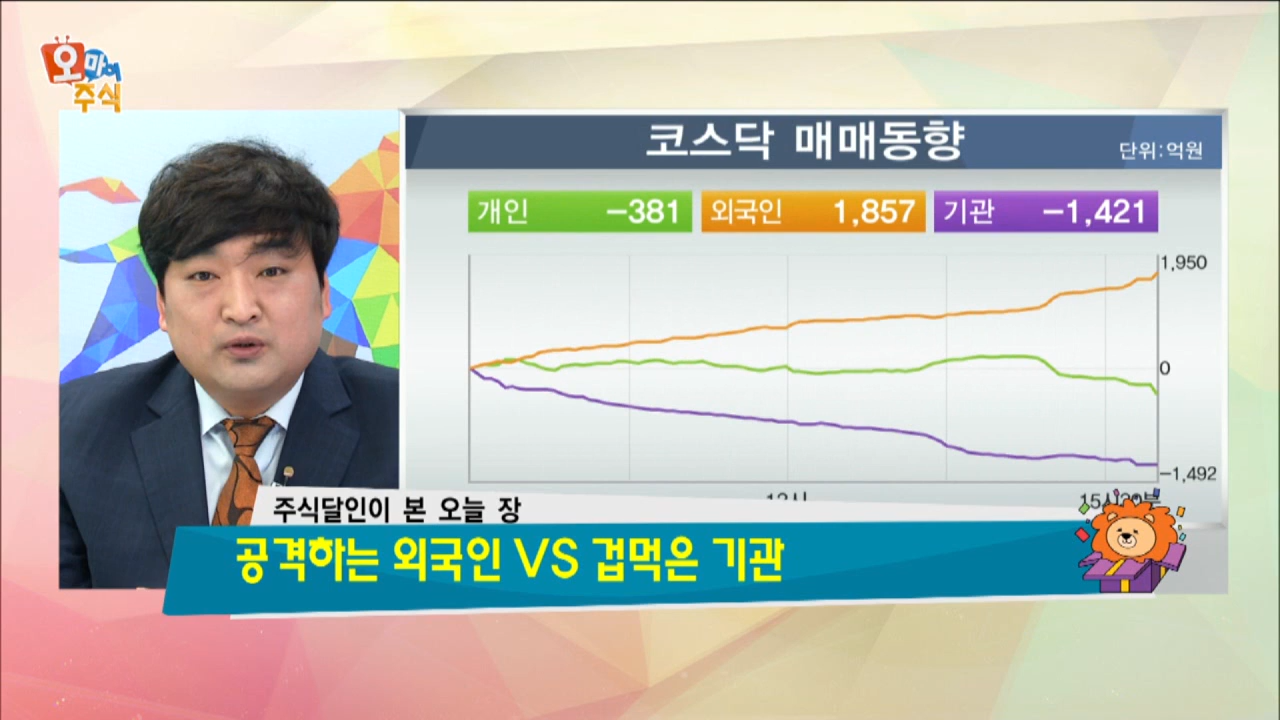 오마이
주식
코스닥 매매동향
단위:억원
개인 -381 외국인 1,857 기관 -1,421
1,950
0
-1,492
주식달인이 본 오늘 장
공격하는 외국인 VS 겁먹은 기관